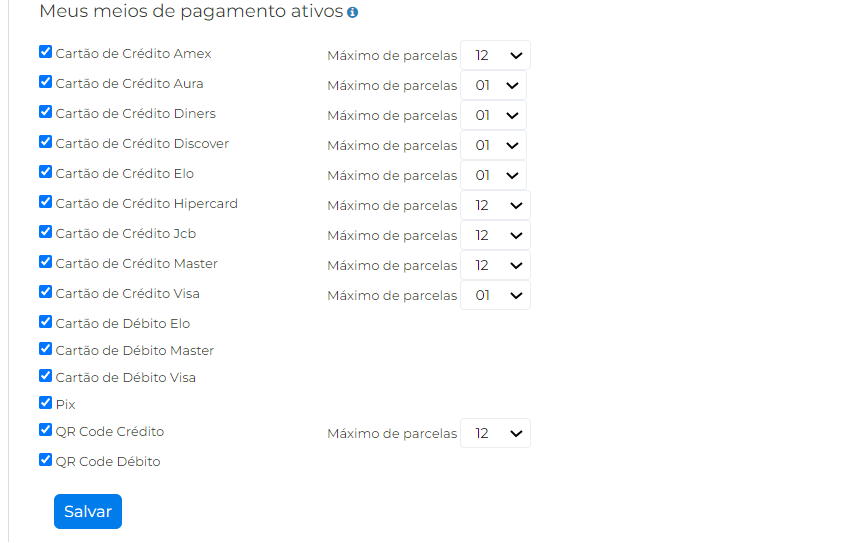 Meus meios de pagamento ativos
Cartão de Crédito Amex Máximo de parcelas 12
Cartão de Crédito Aura Máximo de parcelas 01
Cartão de Crédito Diners Máximo de parcelas 01
Cartão de Crédito Discover Máximo de parcelas 01
Cartão de Crédito Elo Máximo de parcelas 01
Cartão de Crédito Hipercard Máximo de parcelas 12
Cartão de Crédito Jcb Máximo de parcelas 12
Cartão de Crédito Master Máximo de parcelas 12
Cartão de Crédito Visa Máximo de parcelas 01
Cartão de Débito Elo
Cartão de Débito Master
Cartão de Débito Visa
Pix
QR Code Crédito Máximo de parcelas 12
QR Code Débito
Salvar